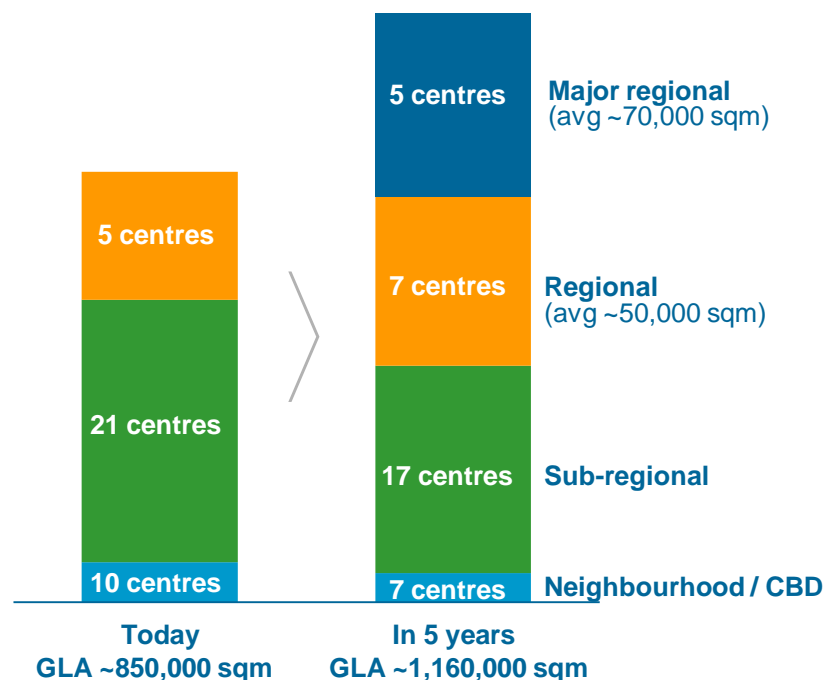 5 centres
Major regional
(avg ~70,000 sqm)
5 centres
7 centres
Regional
(avg ~50,000 sqm)
21 centres
17 centres
Sub-regional
10 centres
7 centres
Neighbourhood / CBD
Today
GLA ~850,000 sqm
In 5 years
GLA ~1,160,000 sqm